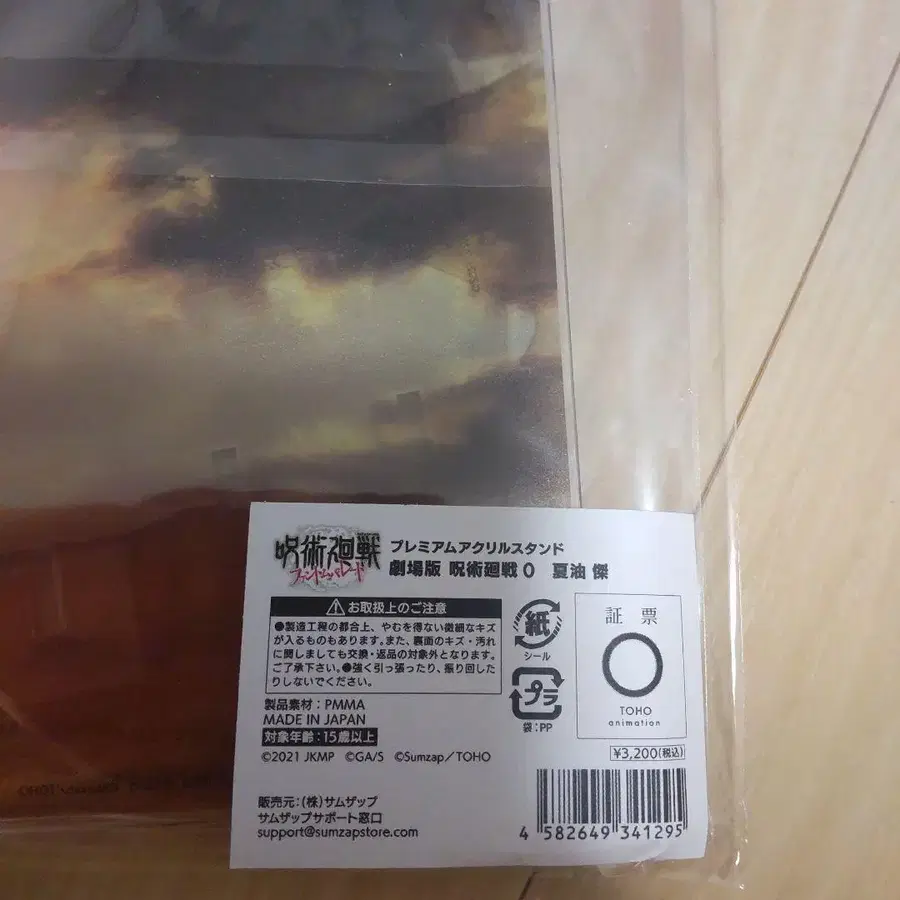 呪術廻戦
ファントムパレード
プレミアムアクリルスタンド
劇場版 呪術廻戦 0 夏油 傑
お取扱上のご注意
●製造工程の都合上、やむを得ない微細なキズ
が入るものもあります。また、裏面のキズ・汚れ
に関しましても交換・返品の対象外となります。
ご了承下さい。●強く引っ張ったり、振り回した
りしないでください。
製品素材：PMMA
MADE IN JAPAN
対象年齢：15歳以上
©2021 JKMP ©GA/S ©Sumzap／TOHO
販売元：(株)サムザップ
サムザップサポート窓口
support@sumzapstore.com
紙
シール
プラ
袋：PP
証票
TOHO
animation
¥3,200(税込)
4 582649 341295